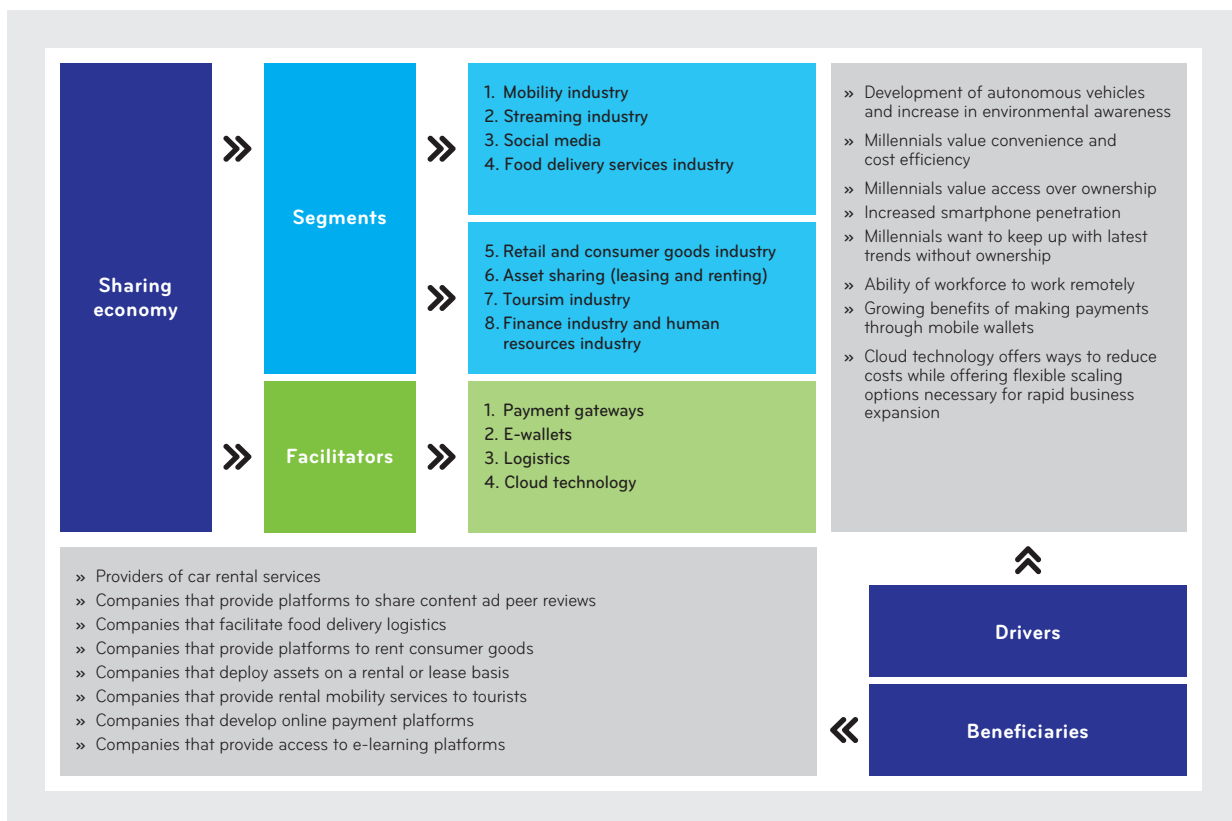 Sharing
economy
Segments
1. Mobility industry
2. Streaming industry
3. Social media
4. Food delivery services industry
5. Retail and consumer goods industry
6. Asset sharing (leasing and renting)
7. Toursim industry
8. Finance industry and human
resources industry
Facilitators
1. Payment gateways
2. E-wallets
3. Logistics
4. Cloud technology
» Development of autonomous vehicles
and increase in environmental awareness
» Millennials value convenience and
cost efficiency
» Millennials value access over ownership
» Increased smartphone penetration
» Millennials want to keep up with latest
trends without ownership
» Ability of workforce to work remotely
» Growing benefits of making payments
through mobile wallets
» Cloud technology offers ways to reduce
costs while offering flexible scaling
options necessary for rapid business
expansion
Drivers
Beneficiaries
» Providers of car rental services
» Companies that provide platforms to share content ad peer reviews
» Companies that facilitate food delivery logistics
» Companies that provide platforms to rent consumer goods
» Companies that deploy assets on a rental or lease basis
» Companies that provide rental mobility services to tourists
» Companies that develop online payment platforms
» Companies that provide access to e-learning platforms